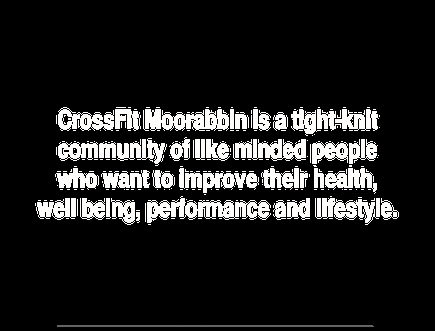 CrossFit Moorabbin is a tight-knit
community of like minded people
who want to improve their health,
well being, performance and lifestyle.